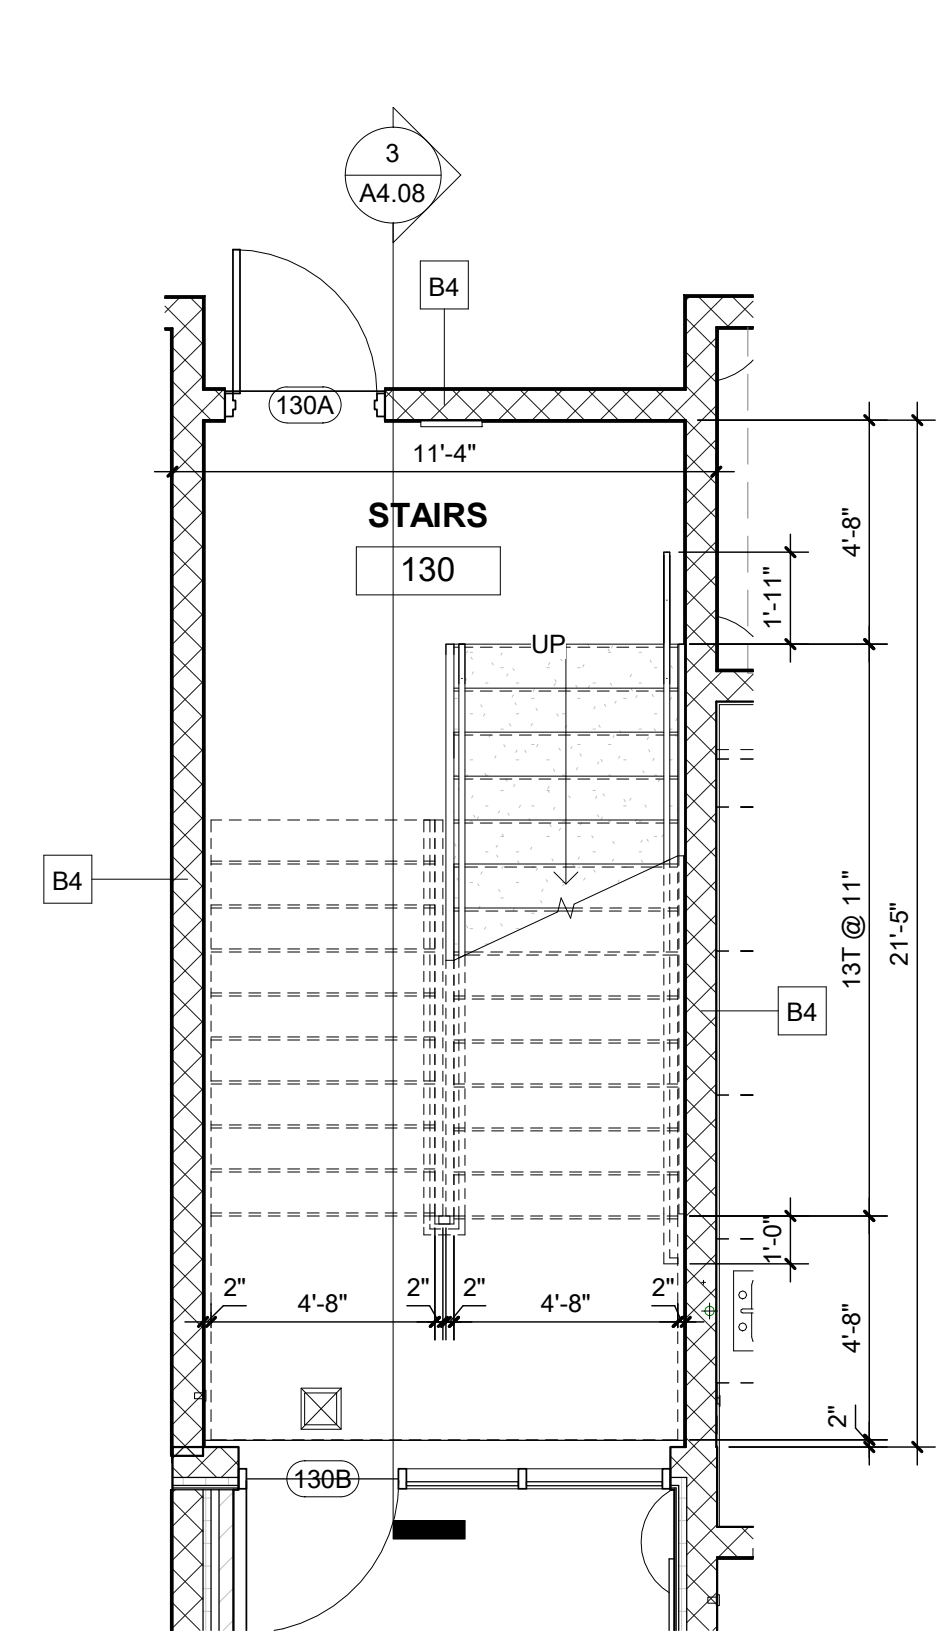 3
A4.08
B4
130A
11'-4"
STAIRS
130
4'-8"
1'-11"
UP
B4
13T @ 11"
21'-5"
B4
1'-0"
2"
4'-8"
2"
2"
4'-8"
2"
4'-8"
2"
130B